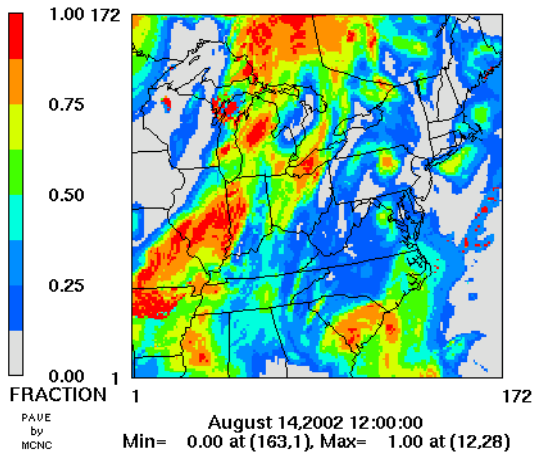 1.00
172
0.75
0.50
0.25
0.00
1
FRACTION
1
172
PAVE
by
MCNC
August 14,2002 12:00:00
Min= 0.00 at (163,1), Max= 1.00 at (12,28)